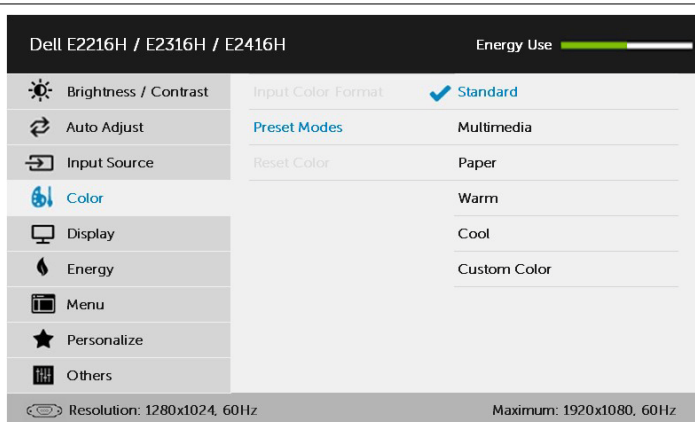 Dell E2216H / E2316H / E2416H
Energy Use
Brightness / Contrast
Input Color Format
Standard
Auto Adjust
Preset Modes
Multimedia
Input Source
Reset Color
Paper
Color
Warm
Display
Cool
Energy
Custom Color
Menu
Personalize
Others
Resolution: 1280x1024, 60Hz
Maximum: 1920x1080, 60Hz